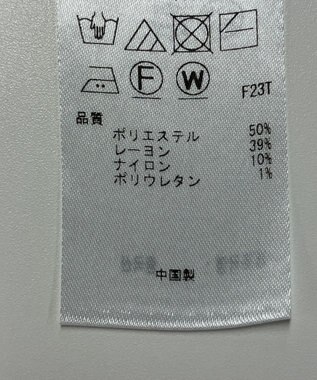 F W
F23T
品質
ポリエステル 50%
レーヨン 39%
ナイロン 10%
ポリウレタン 1%
中国製